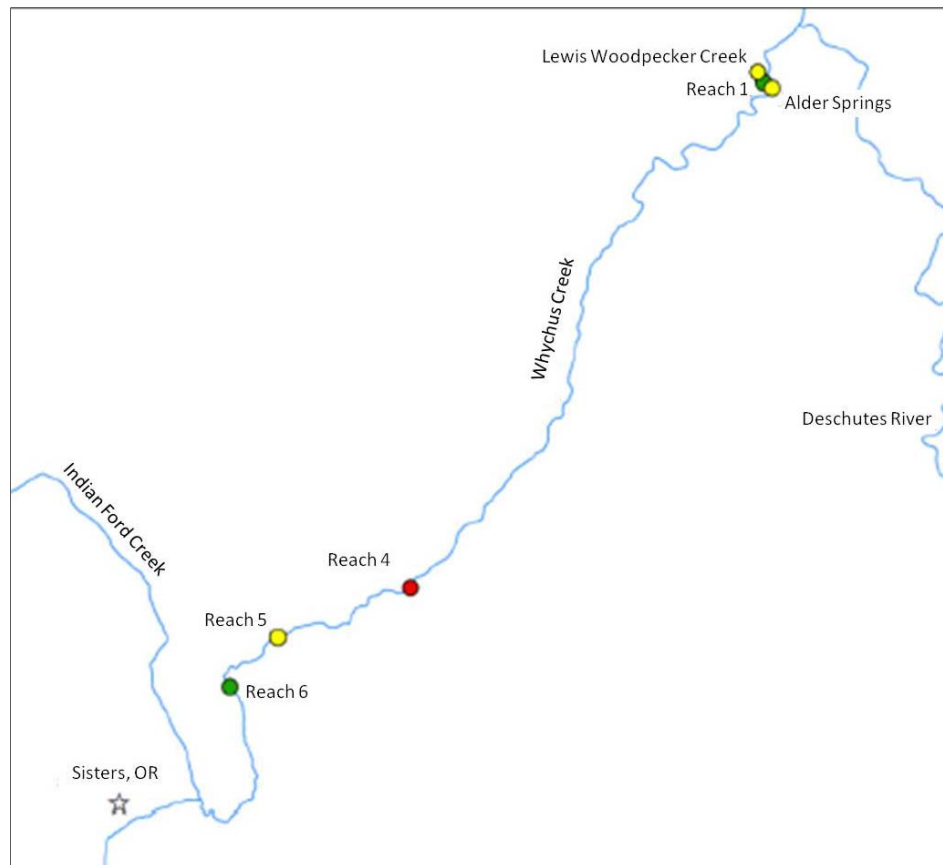 Lewis Woodpecker Creek
Reach 1
Alder Springs
Whychus Creek
Deschutes River
Indian Ford Creek
Reach 4
Reach 5
Reach 6
Sisters, OR